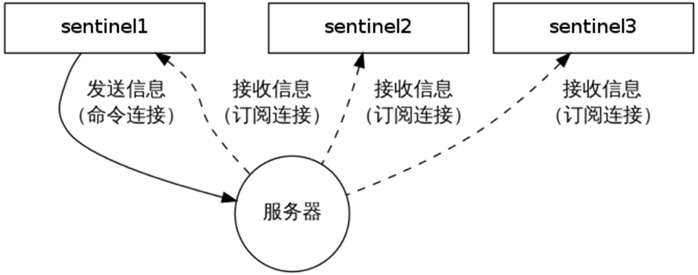 sentinel1
sentinel2
sentinel3
发送信息
（命令连接）
接收信息
（订阅连接）
接收信息
（订阅连接）
接收信息
（订阅连接）
服务器